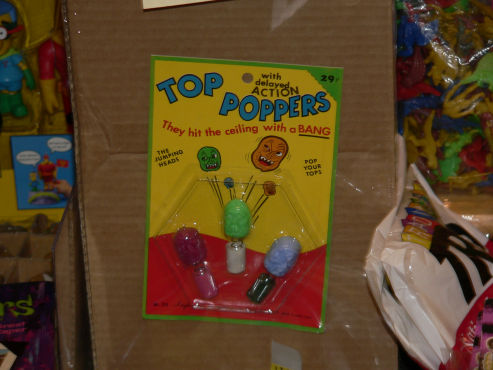 TOP POPPERS
with
delayed
ACTION
29¢
They hit the ceiling with a BANG
THE
JUMPING
HEADS
POP
YOUR
TOPS